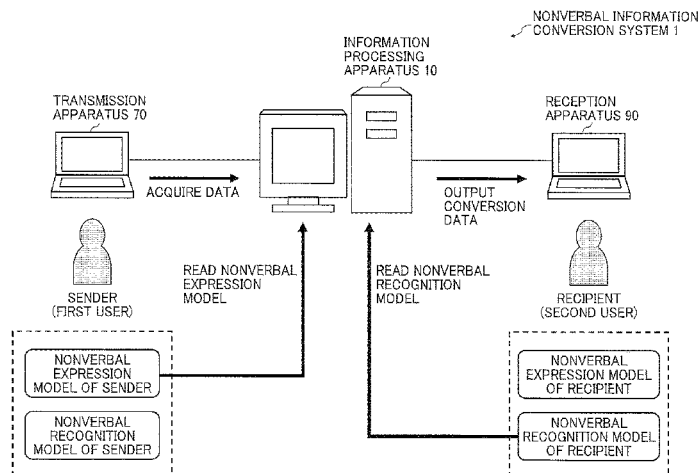 NONVERBAL INFORMATION
CONVERSION SYSTEM 1
INFORMATION
PROCESSING
APPARATUS 10
TRANSMISSION
APPARATUS 70
RECEPTION
APPARATUS 90
ACQUIRE DATA
OUTPUT
CONVERSION
DATA
READ NONVERBAL
EXPRESSION
MODEL
READ NONVERBAL
RECOGNITION
MODEL
SENDER
(FIRST USER)
RECIPIENT
(SECOND USER)
NONVERBAL
EXPRESSION
MODEL OF SENDER
NONVERBAL
RECOGNITION
MODEL OF SENDER
NONVERBAL
EXPRESSION MODEL
OF RECIPIENT
NONVERBAL
RECOGNITION MODEL
OF RECIPIENT